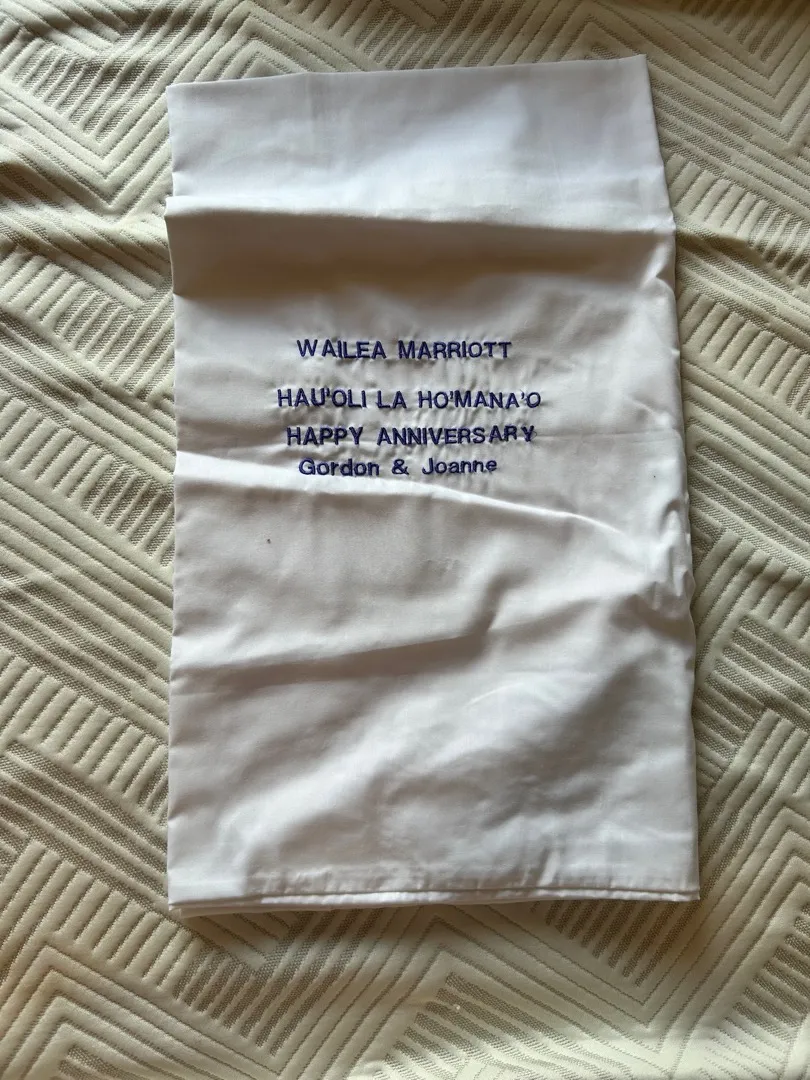 WAILEA MARRIOTT
HAU'OLI LA HO'MANA'O
HAPPY ANNIVERSARY
Gordon & Joanne